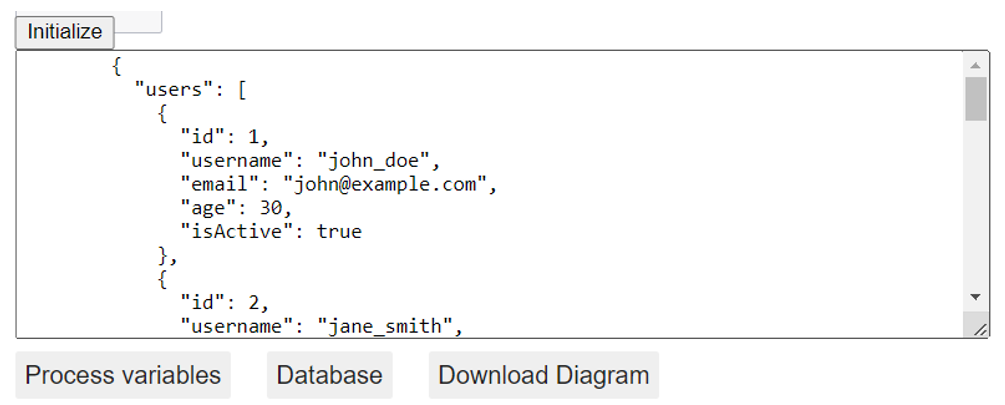 Initialize
{
"users": [
{
"id": 1,
"username": "john_doe",
"email": "john@example.com",
"age": 30,
"isActive": true
},
{
"id": 2,
"username": "jane_smith",
Process variables
Database
Download Diagram